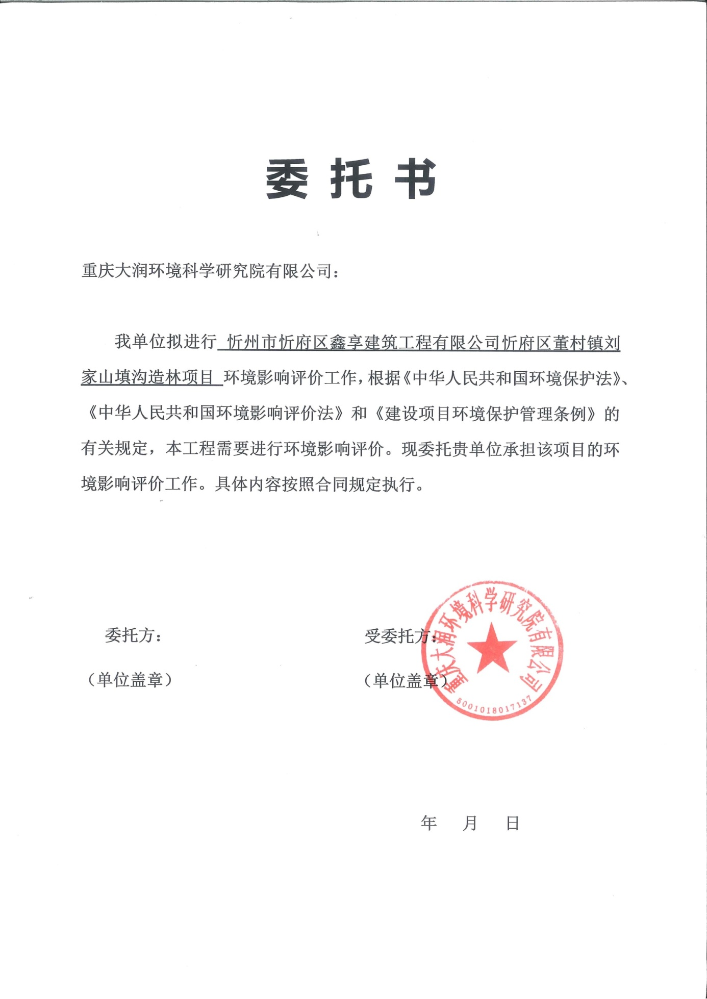 委托书
重庆大润环境科学研究院有限公司：
我单位拟进行 忻州市忻府区鑫享建筑工程有限公司忻府区董村镇刘
家山填沟造林项目 环境影响评价工作，根据《中华人民共和国环境保护法》、
《中华人民共和国环境影响评价法》和《建设项目环境保护管理条例》的
有关规定，本工程需要进行环境影响评价。现委托贵单位承担该项目的环
境影响评价工作。具体内容按照合同规定执行。
委托方：
受委托方：
（单位盖章）
（单位盖章）
重庆大润环境科学研究院有限公司
5001018017137
年 月 日